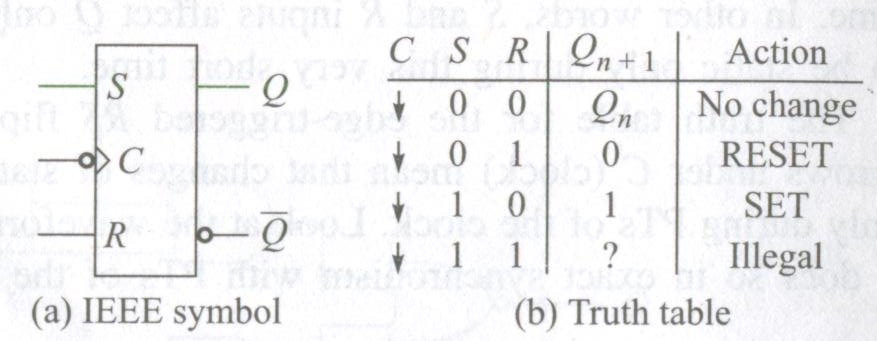 S Q
C
R Q̅
(a) IEEE symbol
C S R Qₙ₊₁ Action
↓ 0 0 Qₙ No change
↓ 0 1 0 RESET
↓ 1 0 1 SET
↓ 1 1 ? Illegal
(b) Truth table